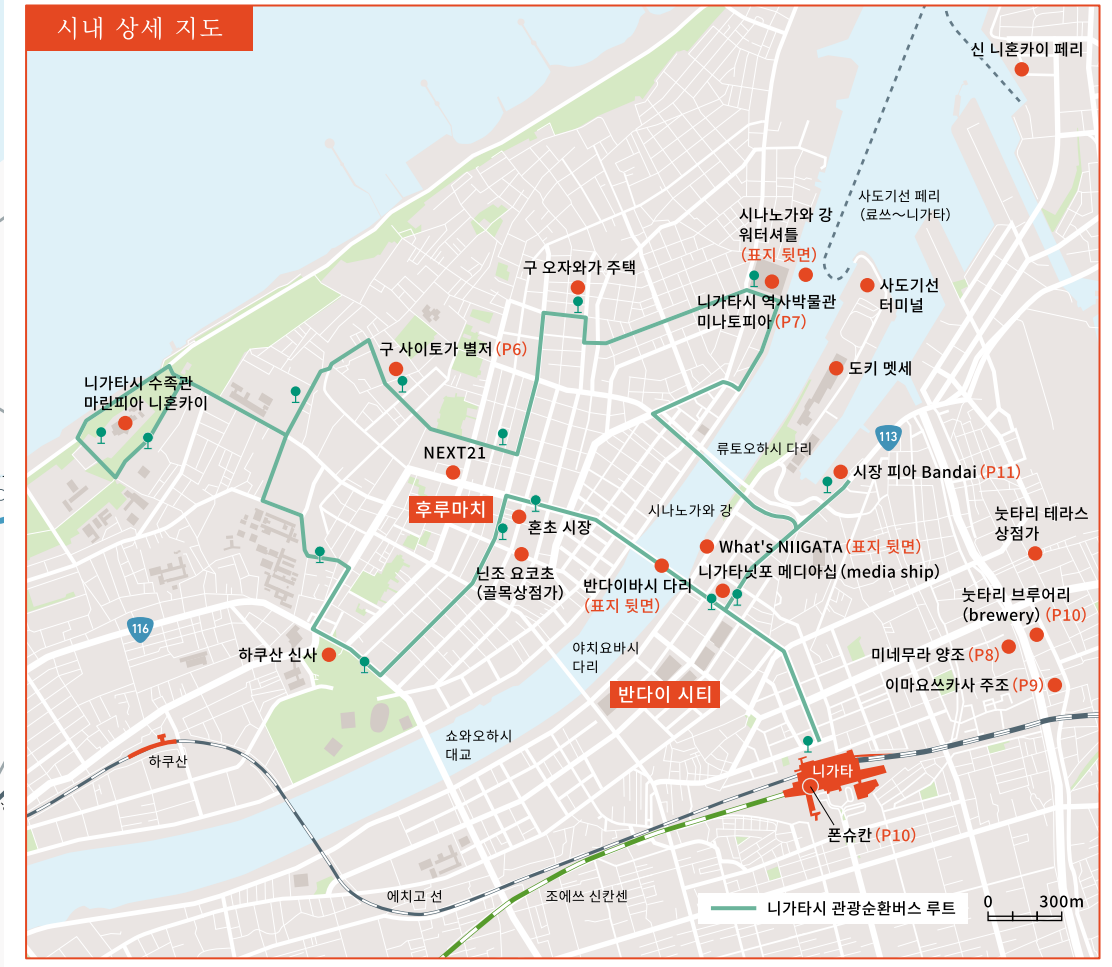 시내 상세 지도
신 니혼카이 페리
사도기선 페리
(료쓰～니가타)
시나노가와 강
워터셔틀
(표지 뒷면)
구 오자와가 주택
사도기선
터미널
니가타시 역사박물관
미나토피아 (P7)
구 사이토가 별저 (P6)
도키 멧세
니가타시 수족관
마린피아 니혼카이
113
류토오하시 다리
NEXT21
시장 피아 Bandai (P11)
후루마치
시나노가와 강
눗타리 테라스
상점가
혼초 시장
What's NIIGATA (표지 뒷면)
닌조 요코초
(골목상점가)
반다이바시 다리
(표지 뒷면)
니가타닛포 메디아십 (media ship)
눗타리 브루어리
(brewery) (P10)
116
하쿠산 신사
야치요바시
다리
미네무라 양조 (P8)
이마요쓰카사 주조 (P9)
반다이 시티
쇼와오하시
대교
하쿠산
니가타
폰슈칸 (P10)
에치고 선
조에쓰 신칸센
니가타시 관광순환버스 루트
0 300m